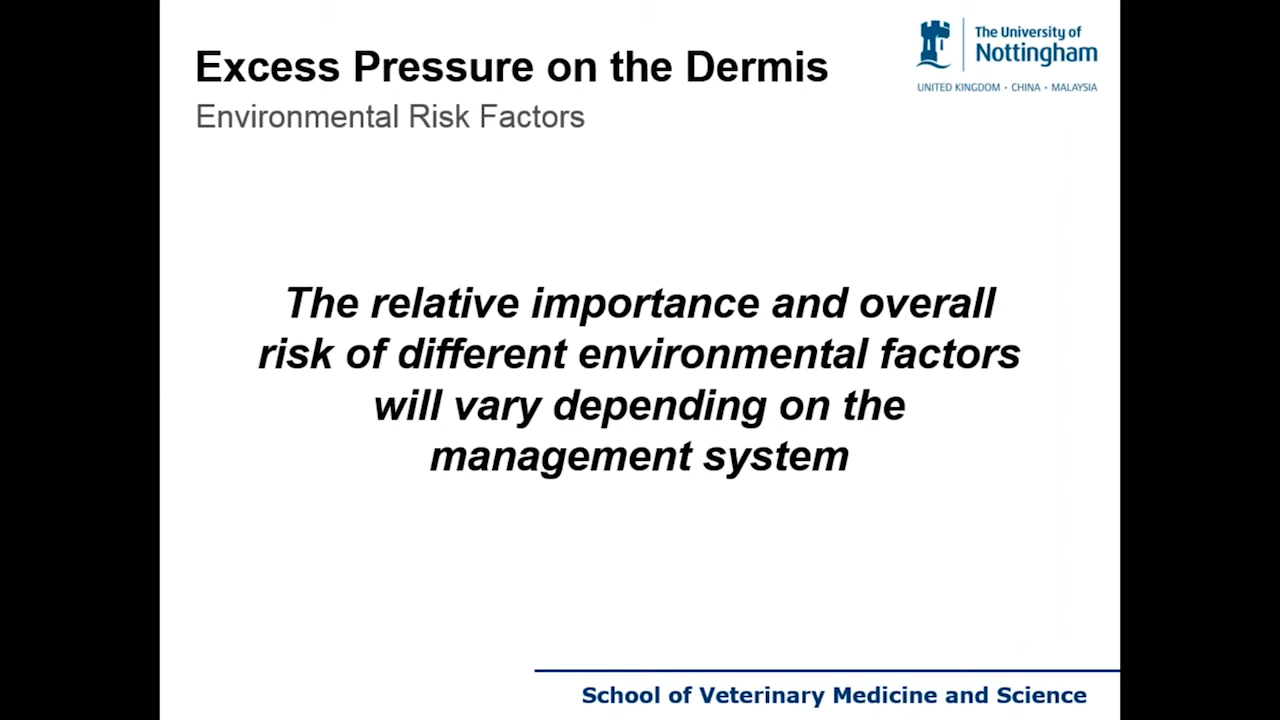 Excess Pressure on the Dermis
Environmental Risk Factors
The University of
Nottingham
UNITED KINGDOM · CHINA · MALAYSIA
The relative importance and overall
risk of different environmental factors
will vary depending on the
management system
School of Veterinary Medicine and Science